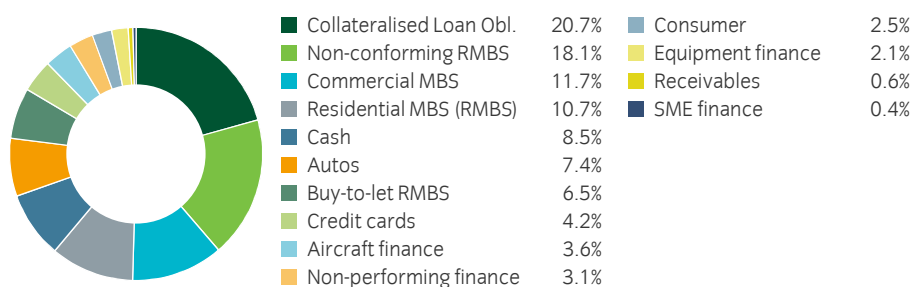 Collateralised Loan Obl. 20.7%
Non-conforming RMBS 18.1%
Commercial MBS 11.7%
Residential MBS (RMBS) 10.7%
Cash 8.5%
Autos 7.4%
Buy-to-let RMBS 6.5%
Credit cards 4.2%
Aircraft finance 3.6%
Non-performing finance 3.1%
Consumer 2.5%
Equipment finance 2.1%
Receivables 0.6%
SME finance 0.4%